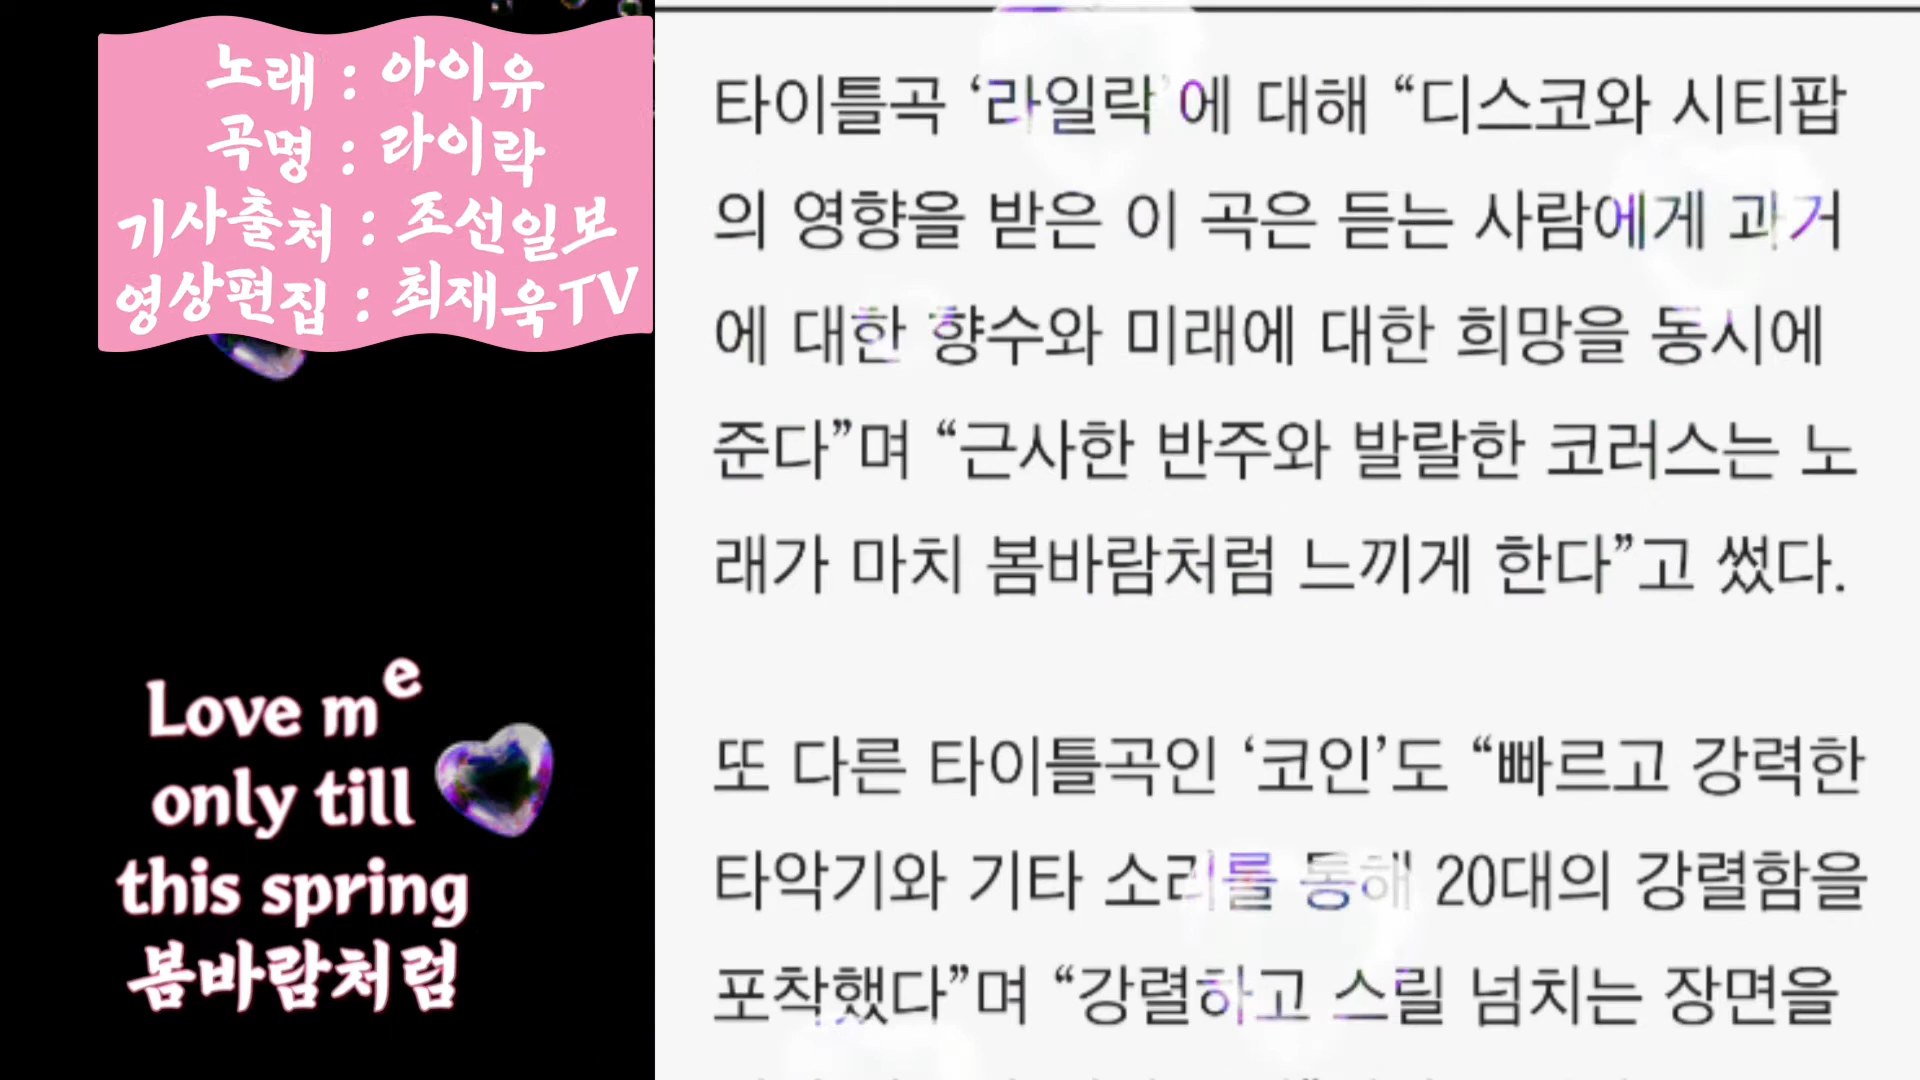 노래 : 아이유
곡명 : 라이락
기사출처 : 조선일보
영상편집 : 최재욱TV
Love me
only till
this spring
봄바람처럼
타이틀곡 ‘라일락’에 대해 “디스코와 시티팝
의 영향을 받은 이 곡은 듣는 사람에게 과거
에 대한 향수와 미래에 대한 희망을 동시에
준다”며 “근사한 반주와 발랄한 코러스는 노
래가 마치 봄바람처럼 느끼게 한다”고 썼다.
또 다른 타이틀곡인 ‘코인’도 “빠르고 강력한
타악기와 기타 소리를 통해 20대의 강렬함을
포착했다”며 “강렬하고 스릴 넘치는 장면을